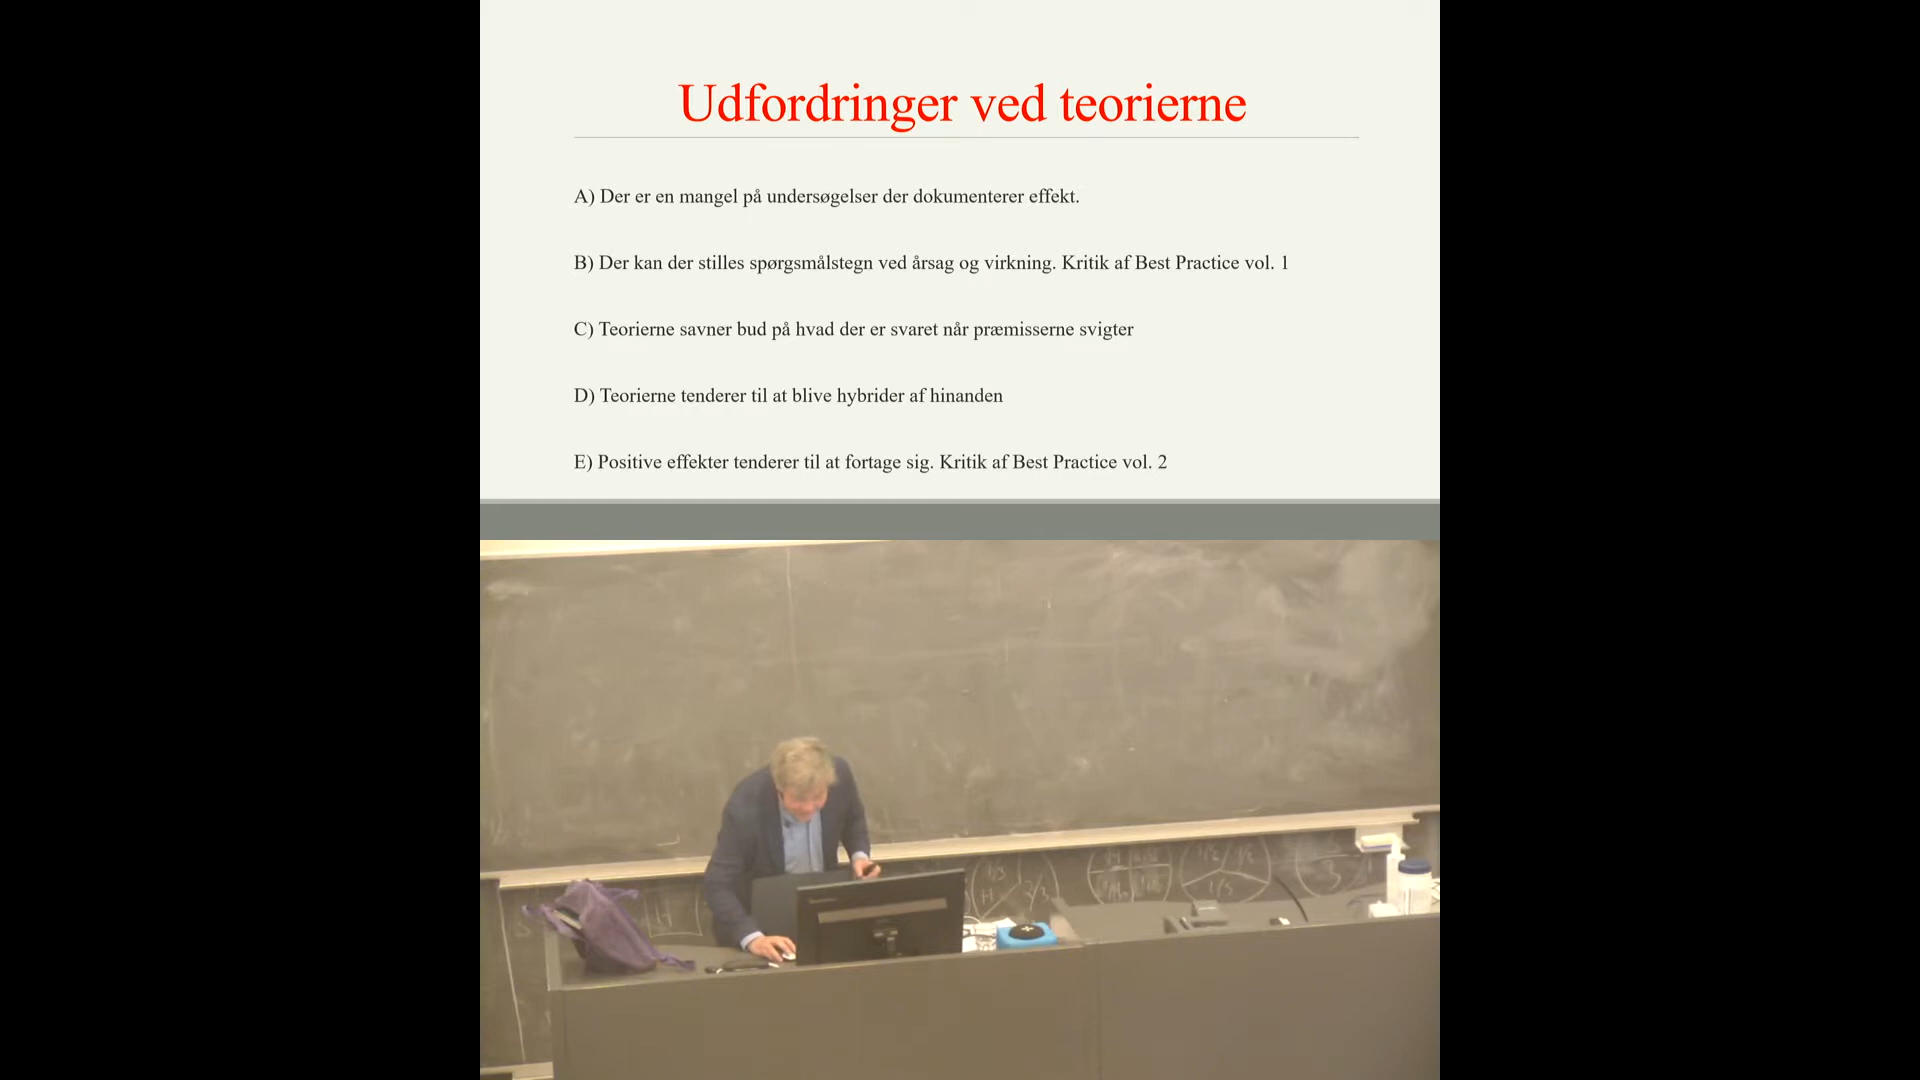 Udfordringer ved teorierne
A) Der er en mangel på undersøgelser der dokumenterer effekt.
B) Der kan der stilles spørgsmålstegn ved årsag og virkning. Kritik af Best Practice vol. 1
C) Teorierne savner bud på hvad der er svaret når præmisserne svigter
D) Teorierne tenderer til at blive hybrider af hinanden
E) Positive effekter tenderer til at fortage sig. Kritik af Best Practice vol. 2